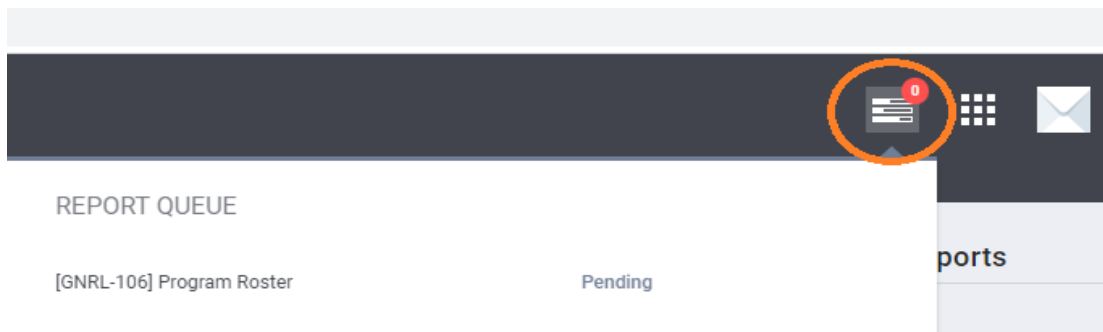 0
REPORT QUEUE
ports
[GNRL-106] Program Roster Pending